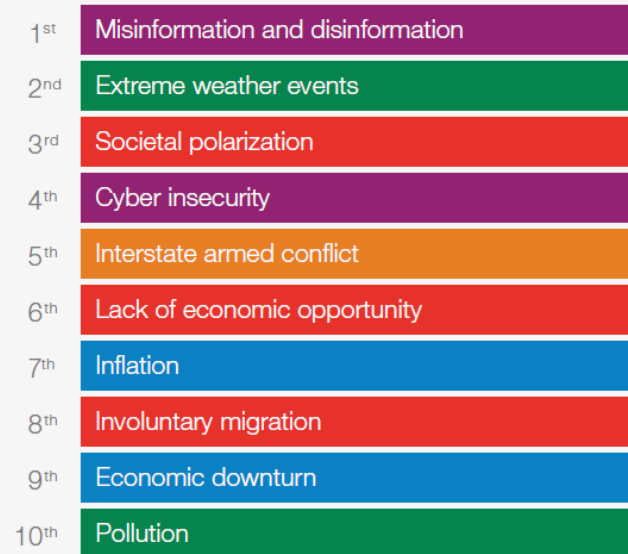 1st Misinformation and disinformation
2nd Extreme weather events
3rd Societal polarization
4th Cyber insecurity
5th Interstate armed conflict
6th Lack of economic opportunity
7th Inflation
8th Involuntary migration
9th Economic downturn
10th Pollution